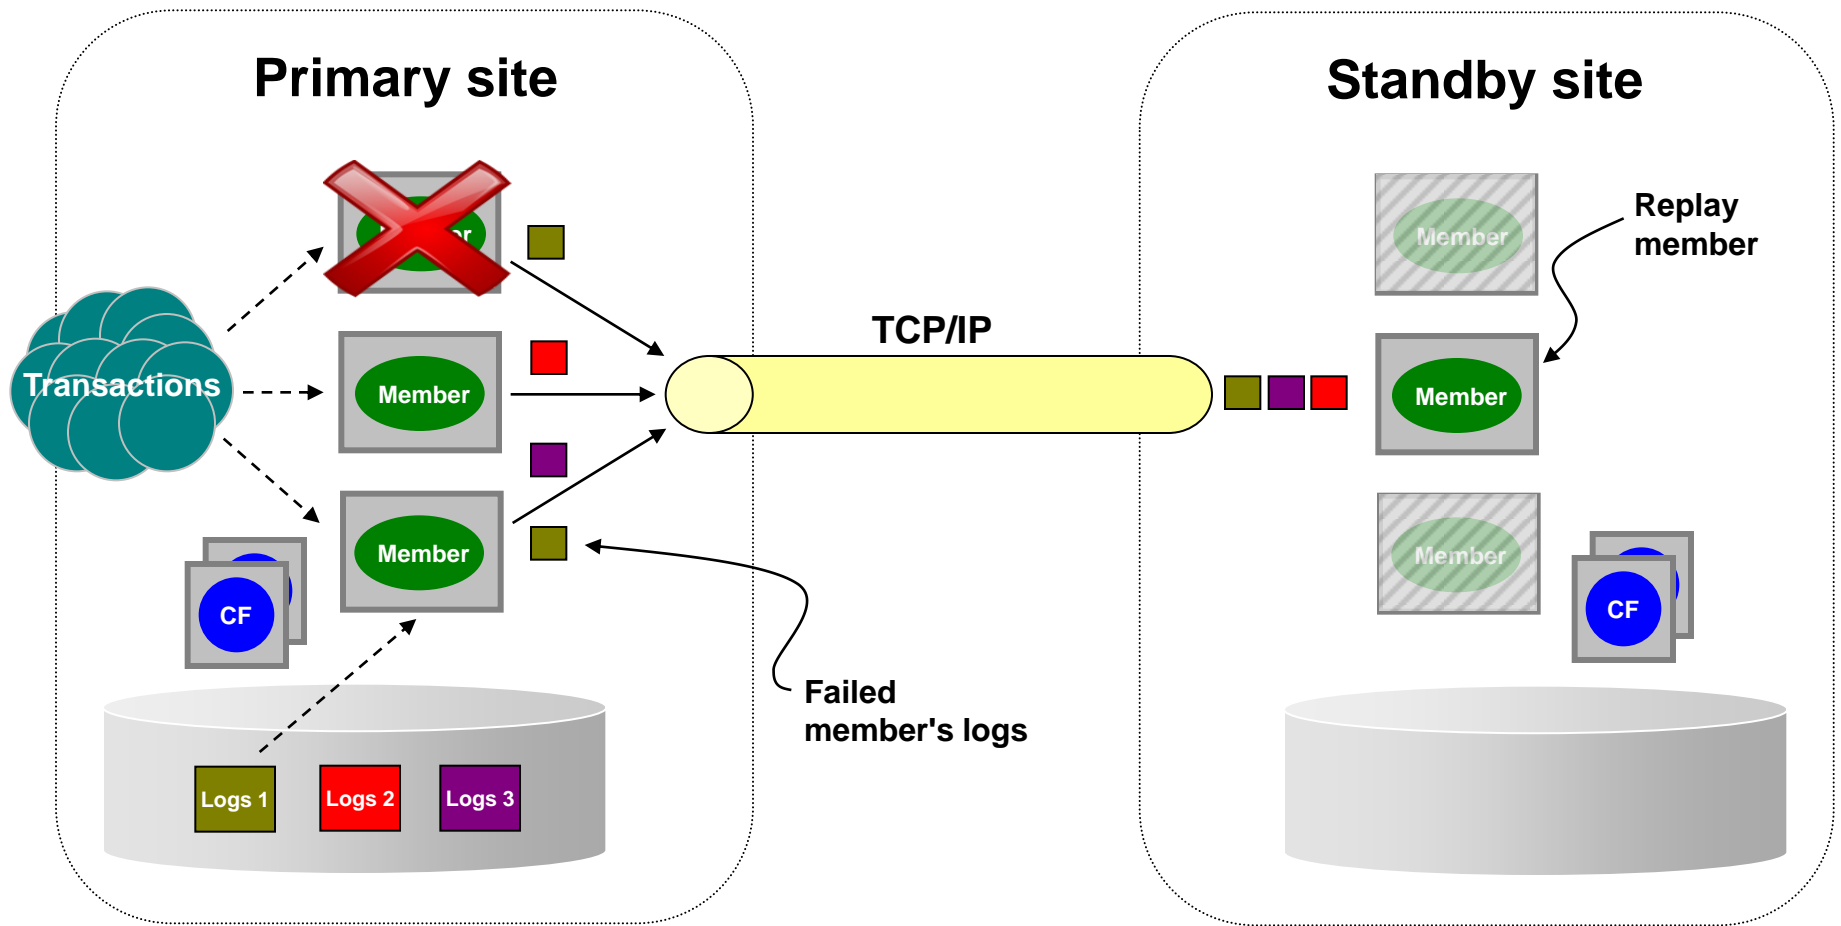 Primary site
Standby site
Member
Replay
member
TCP/IP
Transactions
Member
Member
Member
Member
CF
CF
Failed
member's logs
Logs 1
Logs 2
Logs 3